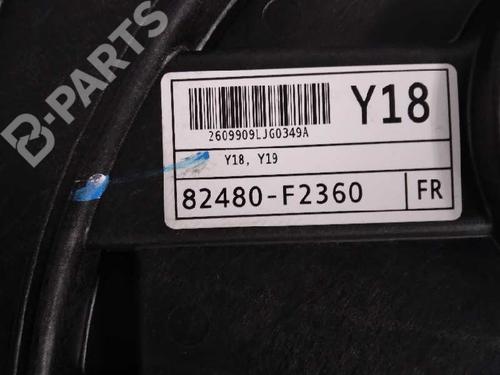 B-PARTS
Y18
2609909LJG0349A
Y18, Y19
82480-F2360
FR